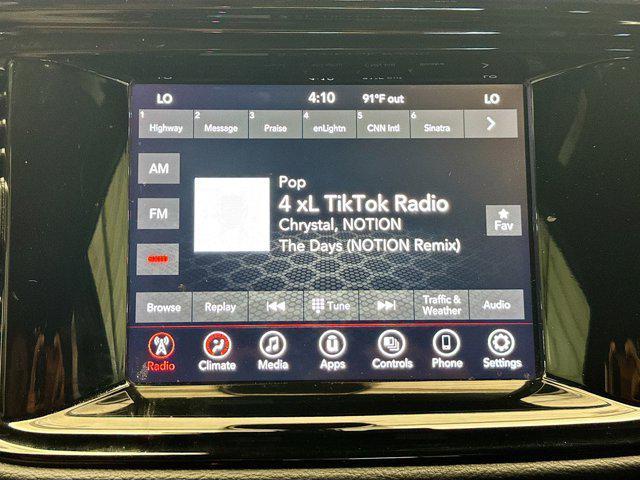 LO 4:10 91°F out LO
1 Highway 2 Message 3 Praise 4 enLightn 5 CNN Intl 6 Sinatra
AM
FM
Pop
4 xL TikTok Radio
Chrystal, NOTION
The Days (NOTION Remix)
Fav
Browse Replay Tune Traffic & Weather Audio
Radio Climate Media Apps Controls Phone Settings